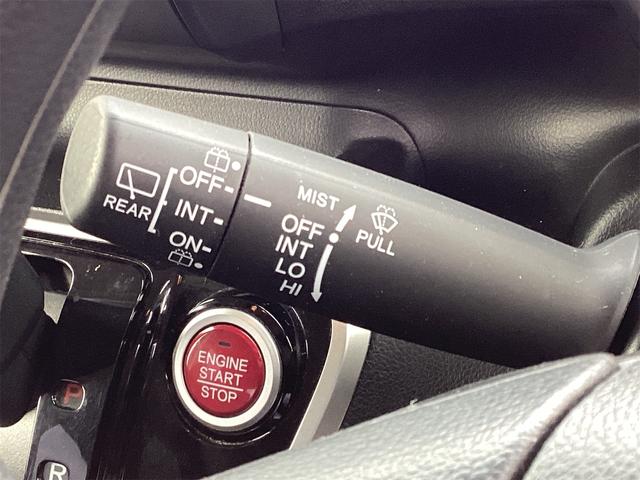 REAR
OFF
INT
ON
MIST
OFF
INT
LO
HI
PULL
ENGINE
START
STOP
P
R